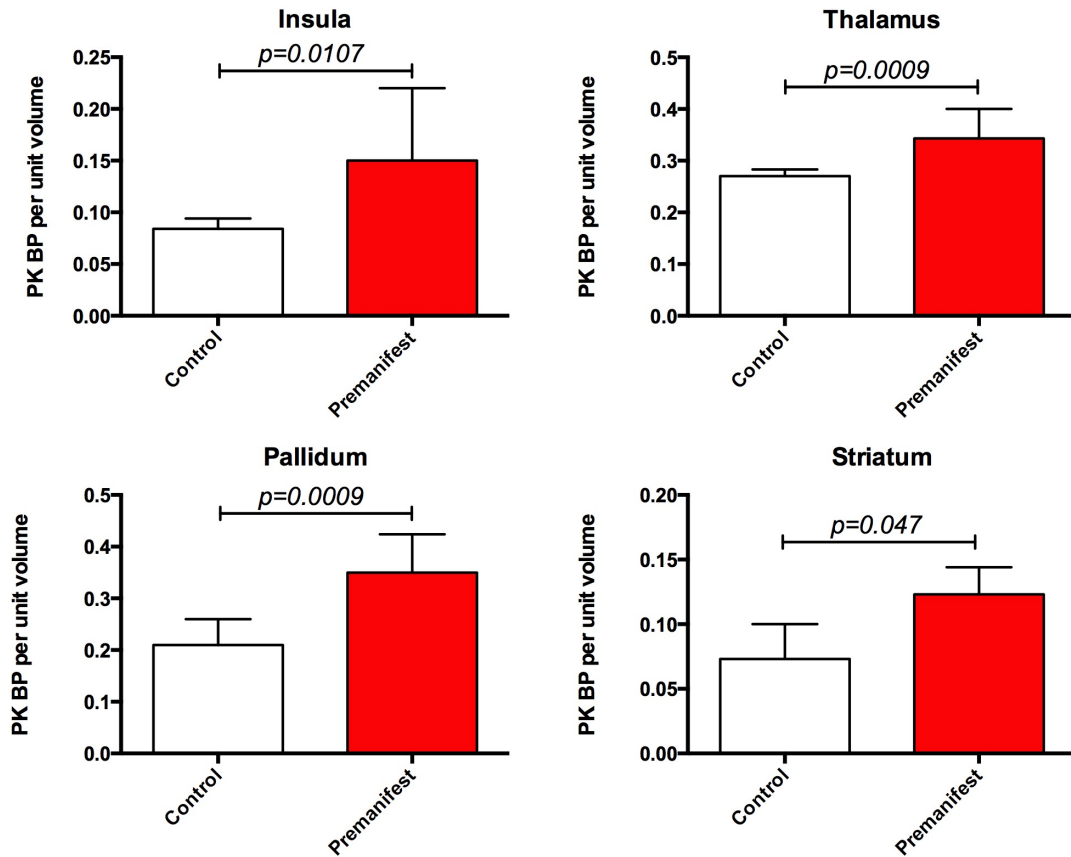 Insula
p=0.0107
PK BP per unit volume
0.25
0.20
0.15
0.10
0.05
0.00
Control
Premanifest
Thalamus
p=0.0009
PK BP per unit volume
0.5
0.4
0.3
0.2
0.1
0.0
Control
Premanifest
Pallidum
p=0.0009
PK BP per unit volume
0.5
0.4
0.3
0.2
0.1
0.0
Control
Premanifest
Striatum
p=0.047
PK BP per unit volume
0.20
0.15
0.10
0.05
0.00
Control
Premanifest